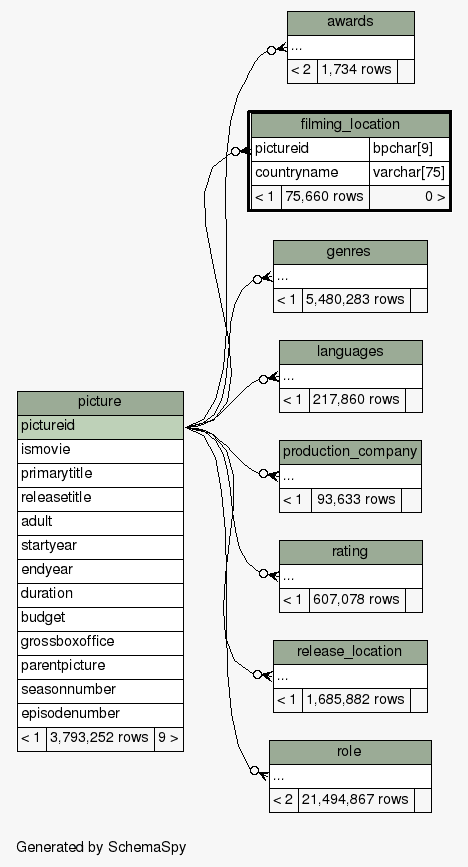 awards
...
< 2 1,734 rows
filming_location
pictureid bpchar[9]
countryname varchar[75]
< 1 75,660 rows 0 >
genres
...
< 1 5,480,283 rows
languages
...
< 1 217,860 rows
picture
pictureid
ismovie
primarytitle
releasetitle
adult
startyear
endyear
duration
budget
grossboxoffice
parentpicture
seasonnumber
episodenumber
< 1 3,793,252 rows 9 >
production_company
...
< 1 93,633 rows
rating
...
< 1 607,078 rows
release_location
...
< 1 1,685,882 rows
role
...
< 2 21,494,867 rows
Generated by SchemaSpy